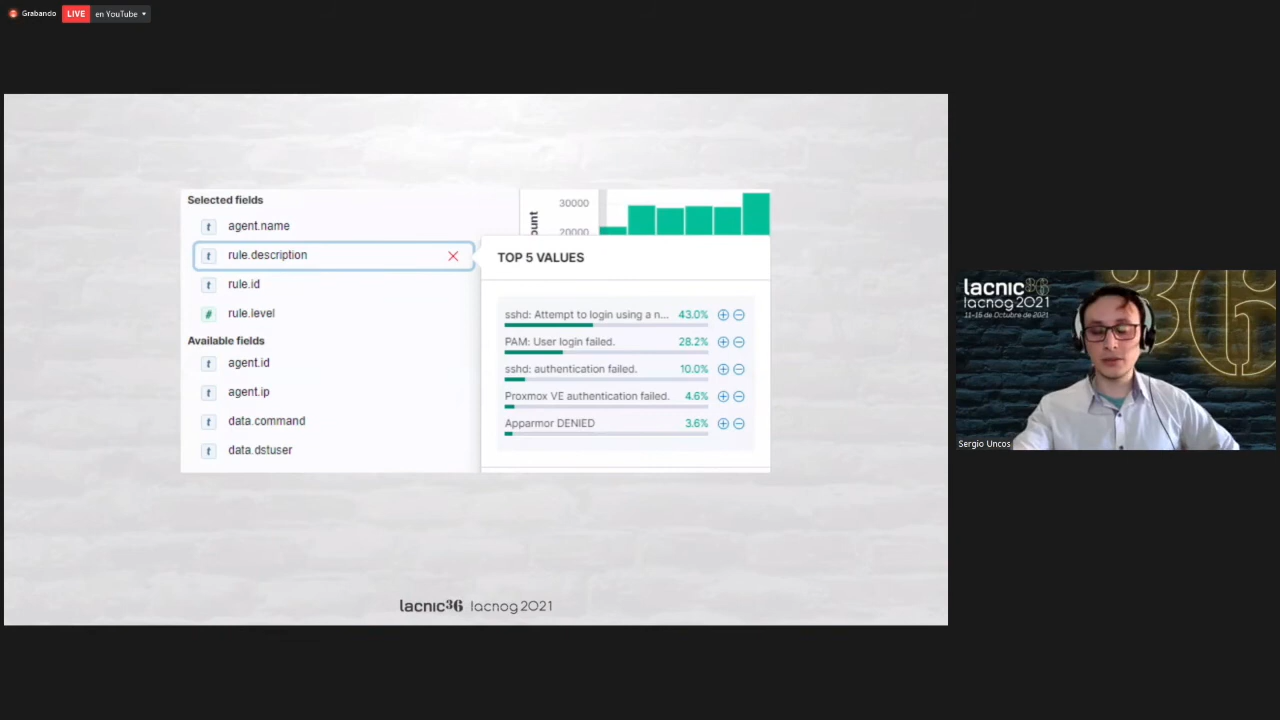 Grabando LIVE en YouTube
Selected fields
t agent.name
t rule.description
t rule.id
# rule.level
Available fields
t agent.id
t agent.ip
t data.command
t data.dstuser
30000
20000
TOP 5 VALUES
sshd: Attempt to login using a n... 43.0%
PAM: User login failed. 28.2%
sshd: authentication failed. 10.0%
Proxmox VE authentication failed. 4.6%
Apparmor DENIED 3.6%
lacnic36 lacnog2021
lacnic36
lacnog2021
11-15 de Octubre de 2021
36
Sergio Uncos